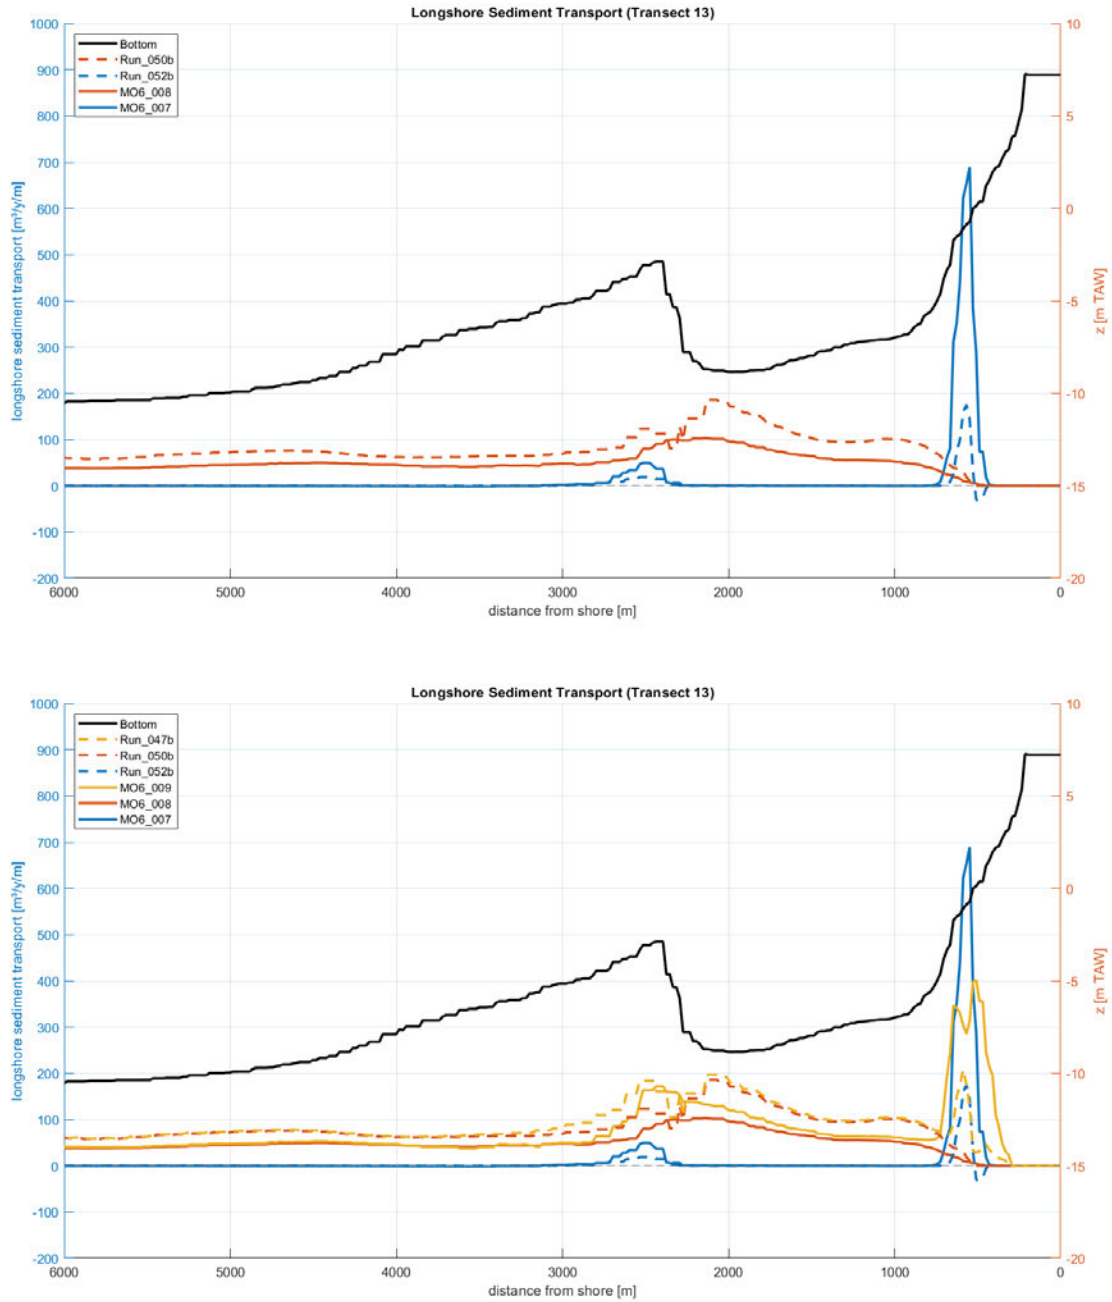 Longshore Sediment Transport (Transect 13)
1000
900
800
700
600
500
400
300
200
100
0
-100
-200
longshore sediment transport [m³/y/m]
Bottom
Run_050b
Run_052b
MO6_008
MO6_007
10
5
0
-5
-10
-15
-20
z [m TAW]
6000 5000 4000 3000 2000 1000 0
distance from shore [m]
Longshore Sediment Transport (Transect 13)
1000
900
800
700
600
500
400
300
200
100
0
-100
-200
longshore sediment transport [m³/y/m]
Bottom
Run_047b
Run_050b
Run_052b
MO6_009
MO6_008
MO6_007
10
5
0
-5
-10
-15
-20
z [m TAW]
6000 5000 4000 3000 2000 1000 0
distance from shore [m]